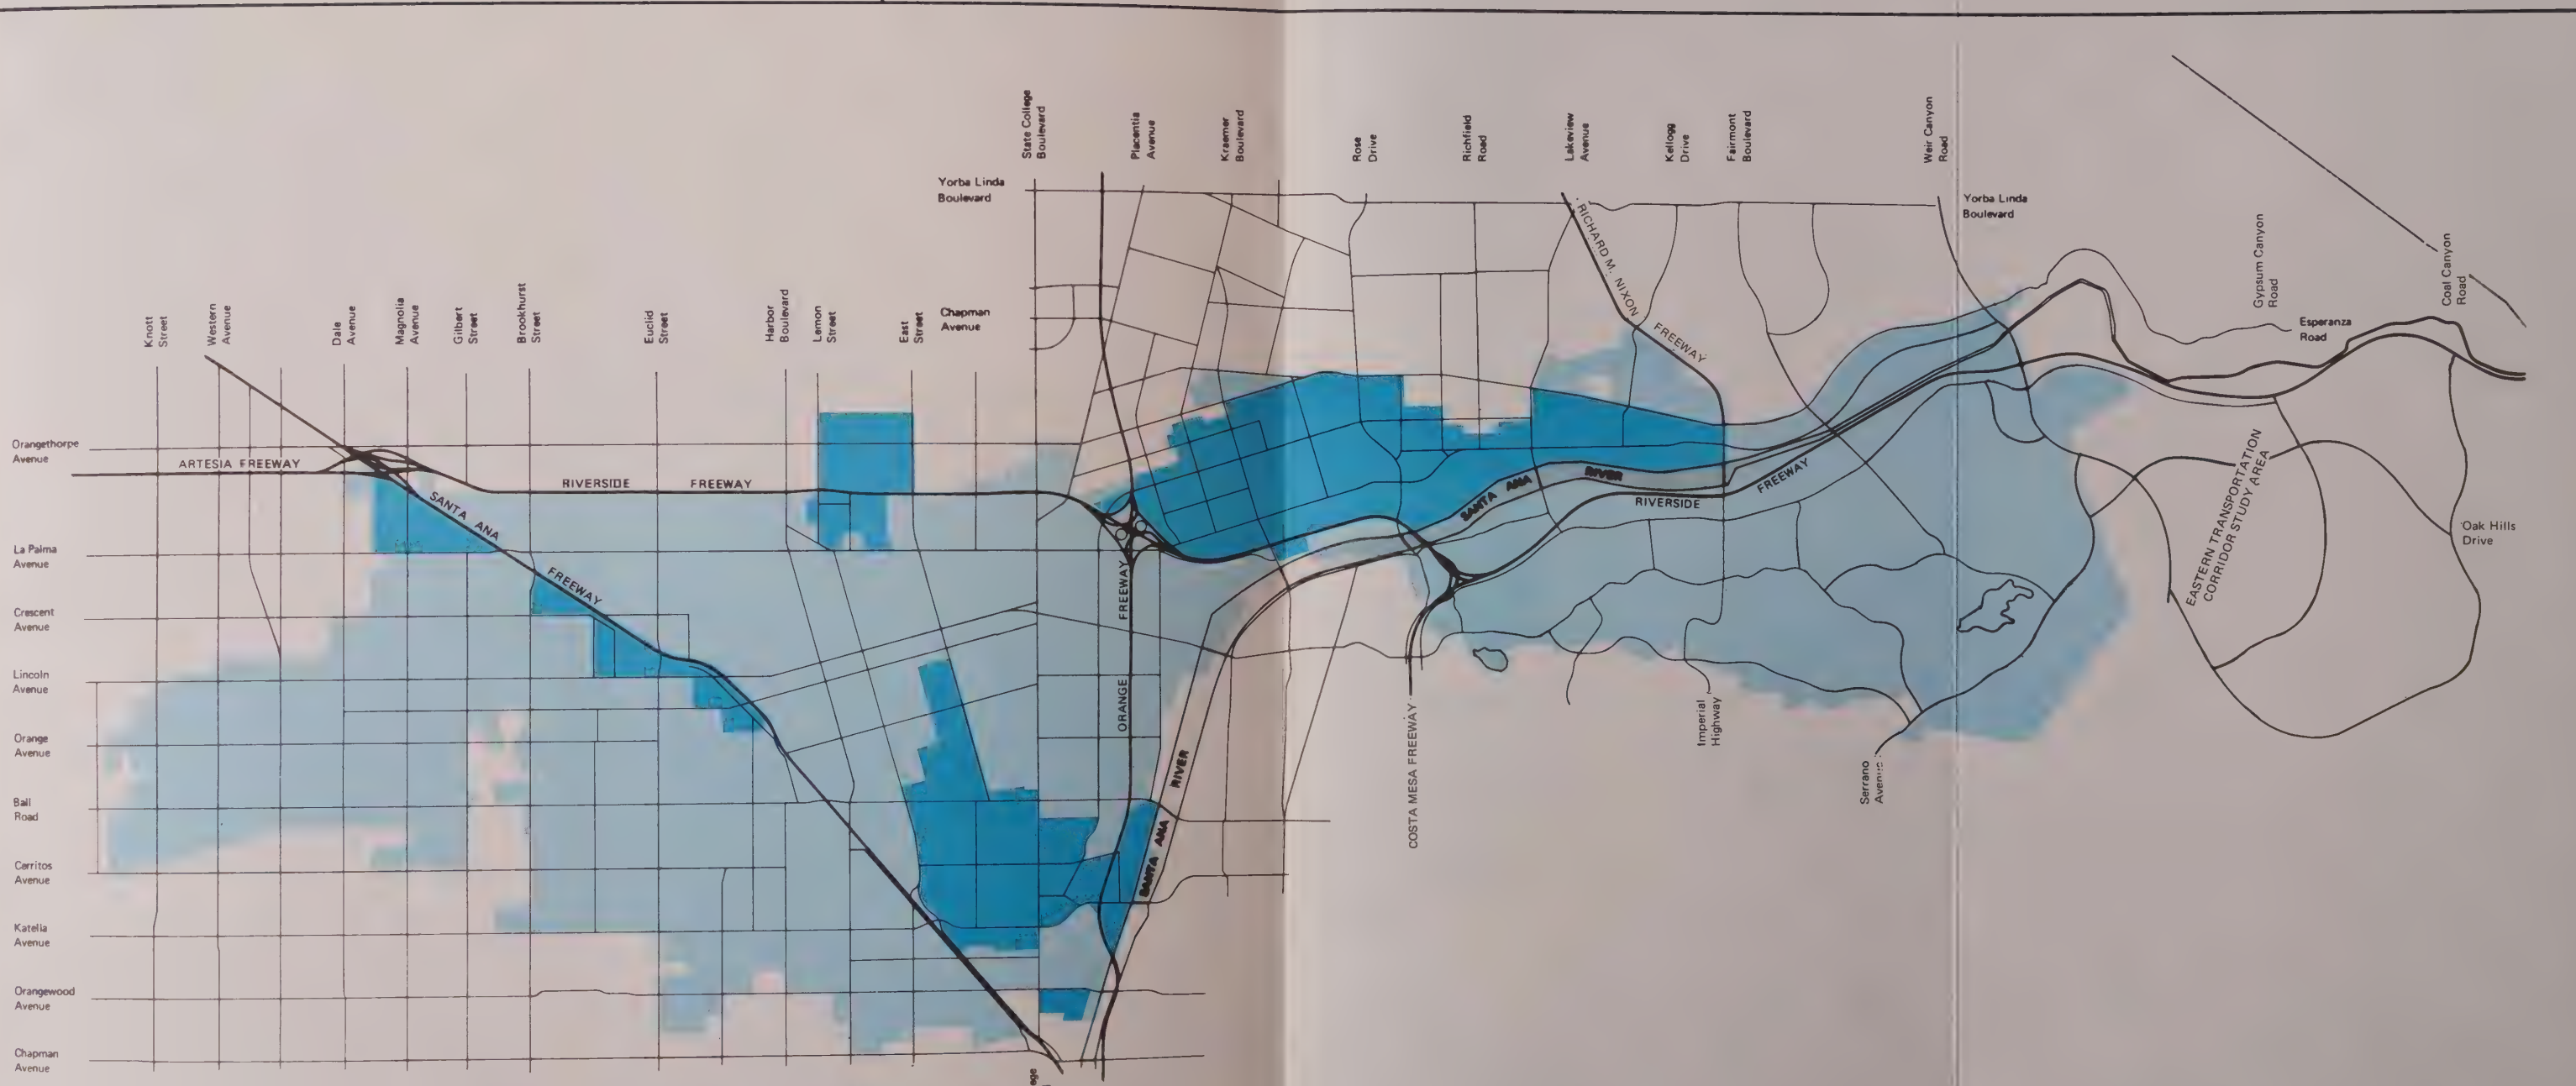 State College
Boulevard
Placentia
Avenue
Kraemer
Boulevard
Rose
Drive
Richfield
Road
Lakeview
Avenue
Kellogg
Drive
Fairmont
Boulevard
Weir Canyon
Road
Yorba Linda
Boulevard
Yorba Linda
Boulevard
RICHARD M. NIXON FREEWAY
Gypsum Canyon
Road
Coal Canyon
Road
Esperanza
Road
Knott
Street
Western
Avenue
Dale
Avenue
Magnolia
Avenue
Gilbert
Street
Brookhurst
Street
Euclid
Street
Harbor
Boulevard
Lemon
Street
East
Street
Chapman
Avenue
Orangethorpe
Avenue
ARTESIA FREEWAY
RIVERSIDE FREEWAY
SANTA ANA FREEWAY
SANTA ANA RIVER
RIVERSIDE FREEWAY
EASTERN TRANSPORTATION
CORRIDOR STUDY AREA
Oak Hills
Drive
La Palma
Avenue
Crescent
Avenue
Lincoln
Avenue
Orange
Avenue
Ball
Road
Cerritos
Avenue
Katella
Avenue
Orangewood
Avenue
Chapman
Avenue
ORANGE FREEWAY
SANTA ANA RIVER
COSTA MESA FREEWAY
Imperial
Highway
Serrano
Avenue